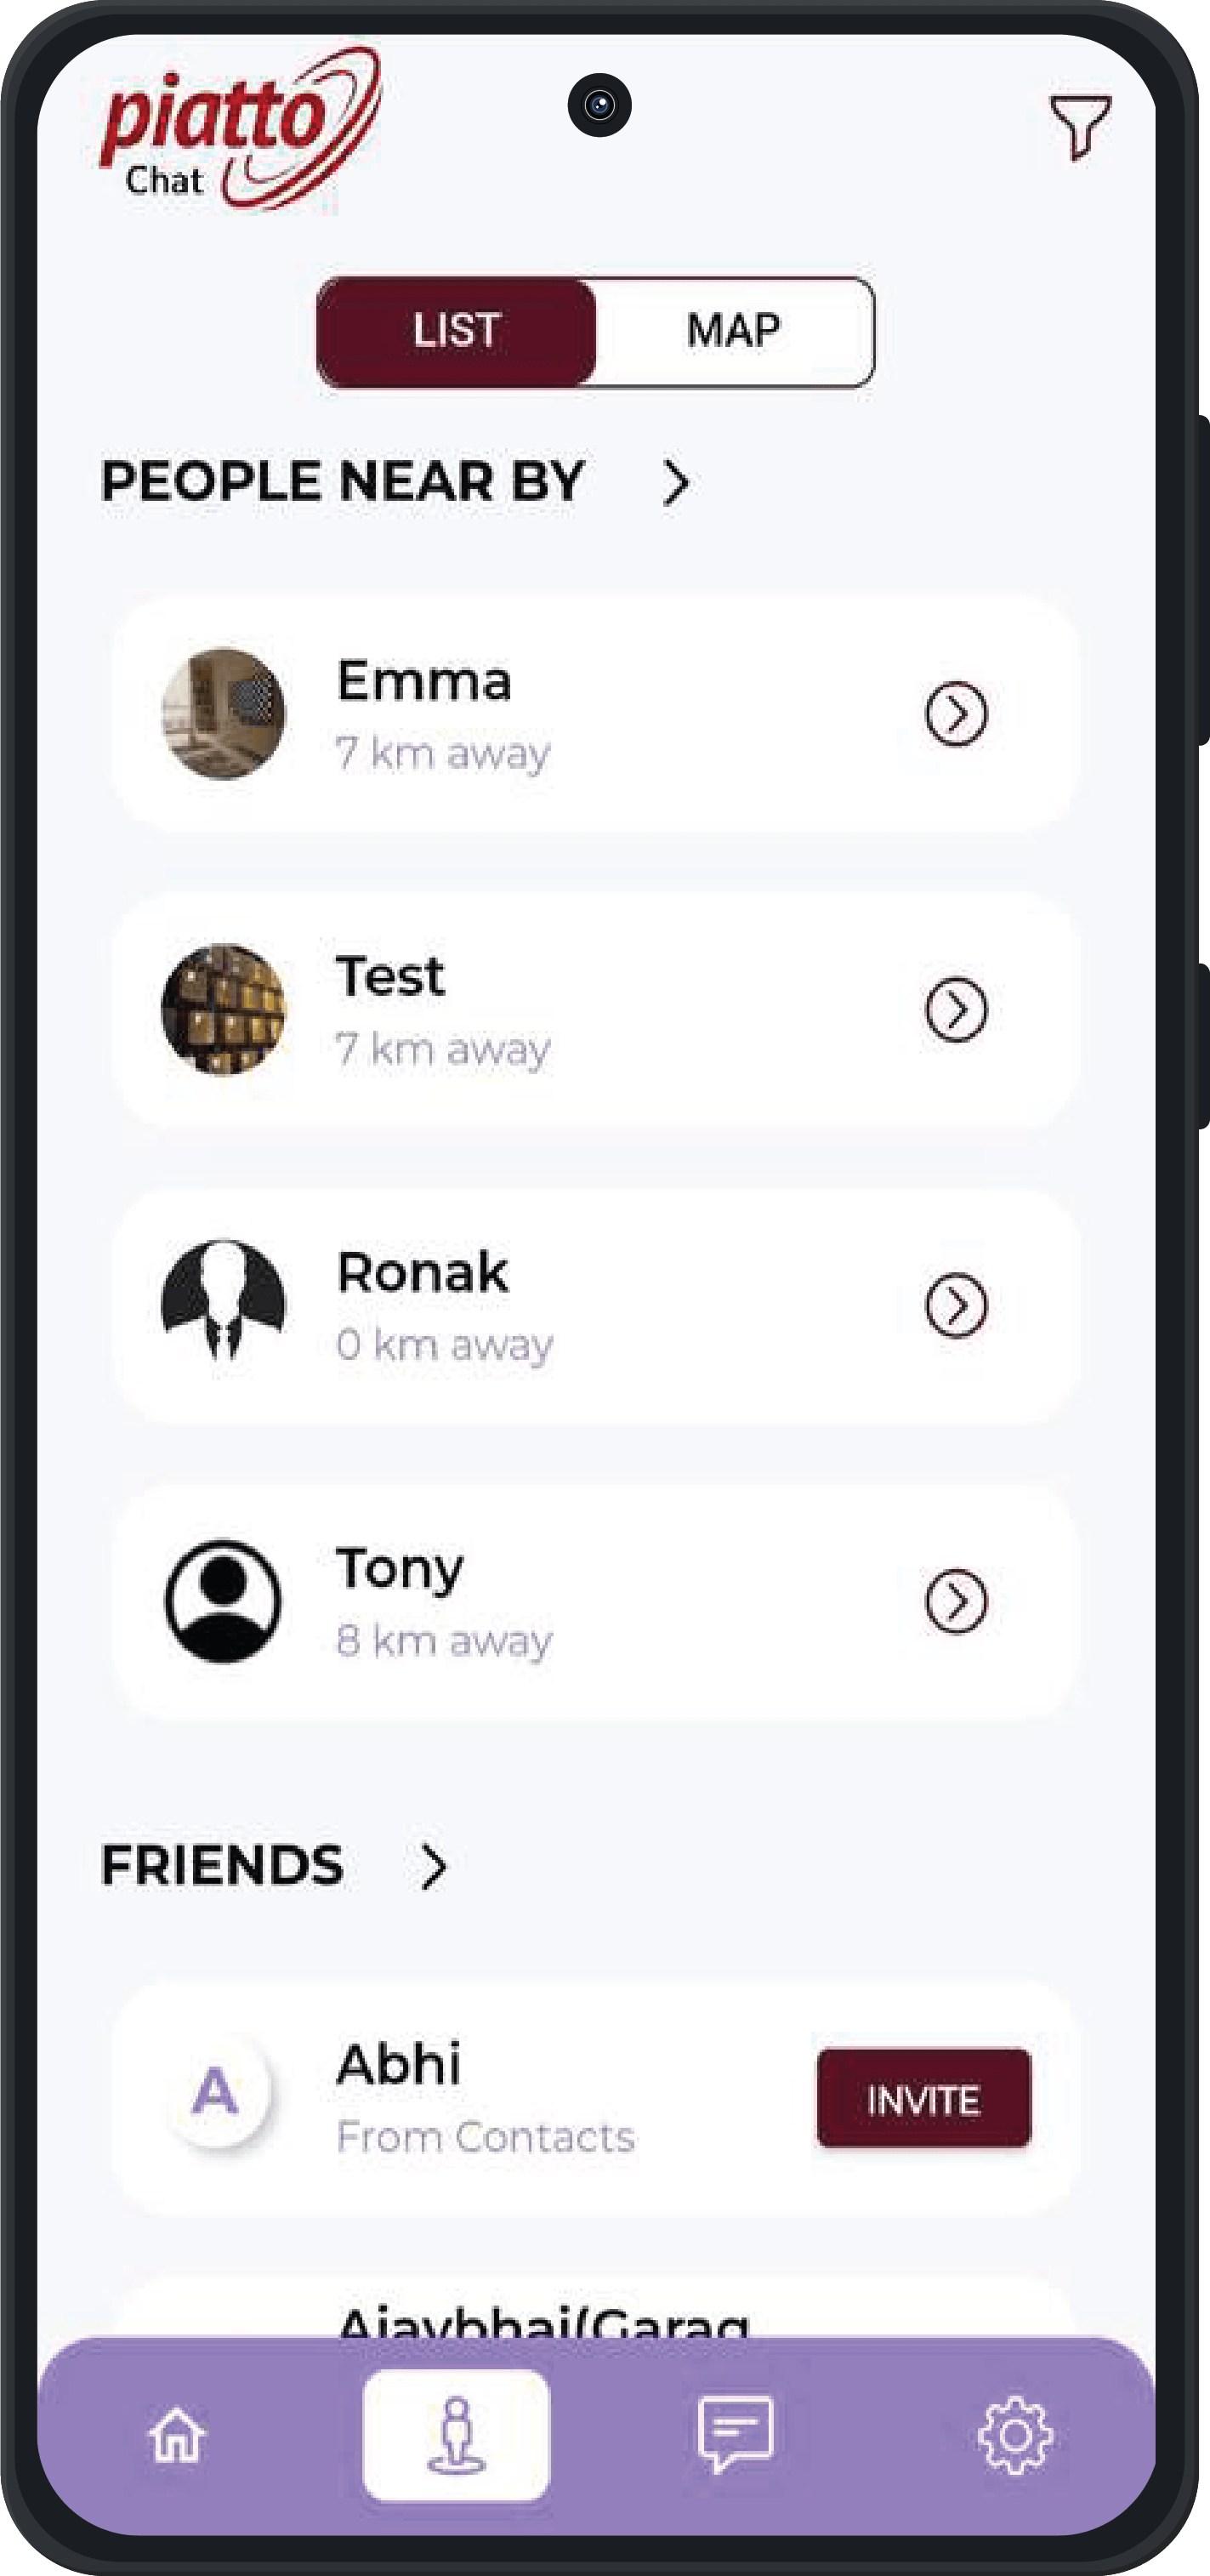 piatto
Chat
LIST
MAP
PEOPLE NEAR BY
Emma
7 km away
Test
7 km away
Ronak
0 km away
Tony
8 km away
FRIENDS
A
Abhi
From Contacts
INVITE
Ajaybhai(Garag